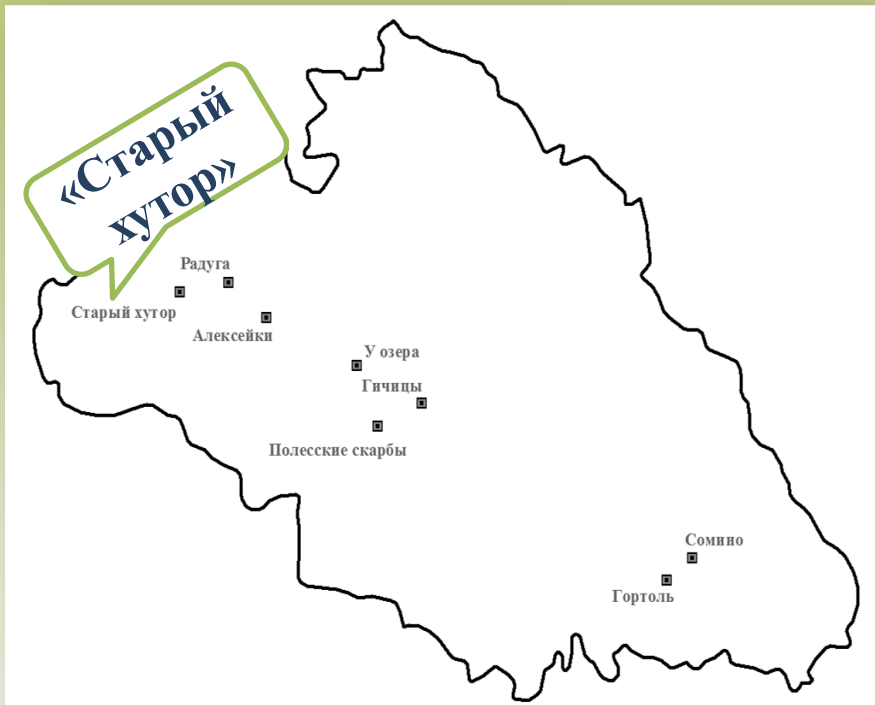 «Старый
хутор»
Радуга
Старый хутор
Алексейки
У озера
Гичицы
Полесские скарбы
Сомино
Гортоль